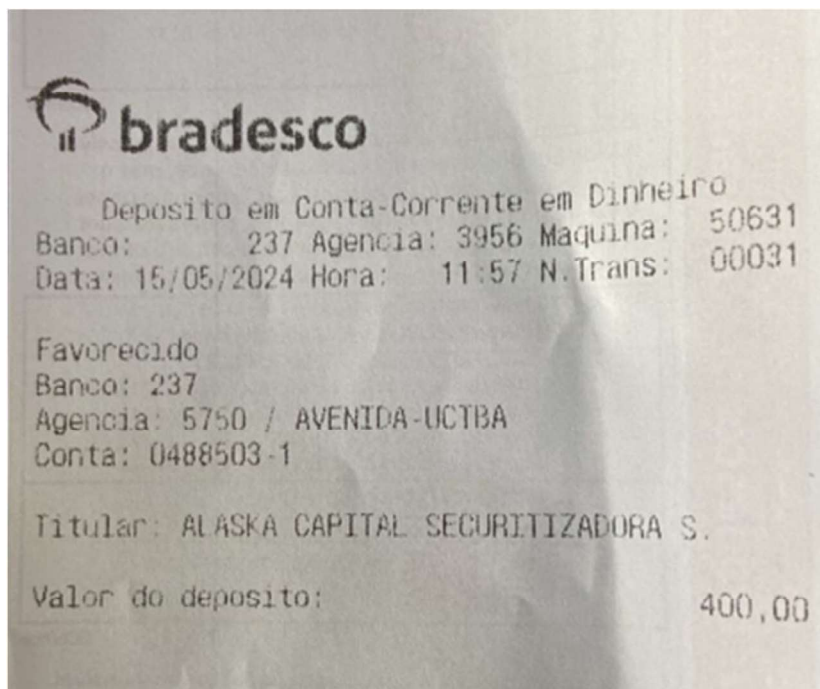 bradesco
Deposito em Conta-Corrente em Dinheiro
Banco: 237 Agencia: 3956 Maquina: 50631
Data: 15/05/2024 Hora: 11:57 N.Trans: 00031
Favorecido
Banco: 237
Agencia: 5750 / AVENIDA-UCTBA
Conta: 0488503-1
Titular: ALASKA CAPITAL SECURITIZADORA S.
Valor do deposito: 400,00